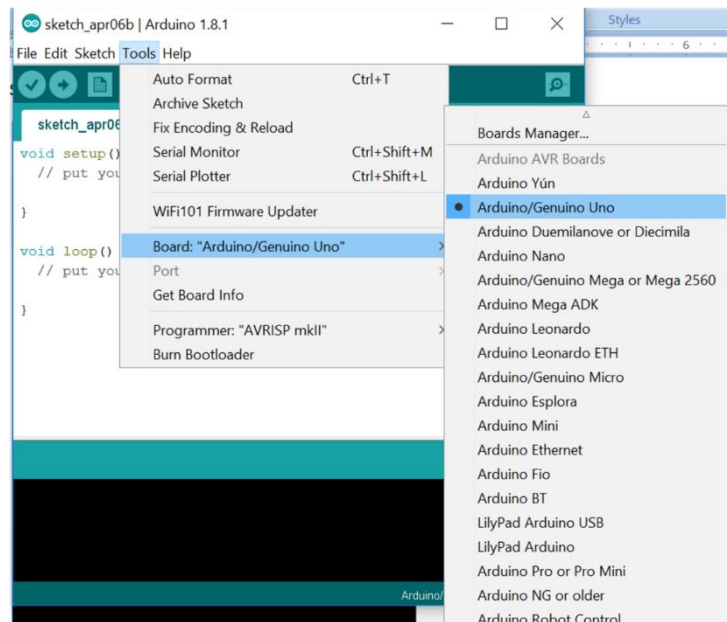 sketch_apr06b | Arduino 1.8.1
Styles
6
File Edit Sketch Tools Help
sketch_apr06
void setup()
// put you
}
void loop()
// put you
}
Auto Format Ctrl+T
Archive Sketch
Fix Encoding & Reload
Serial Monitor Ctrl+Shift+M
Serial Plotter Ctrl+Shift+L
WiFi101 Firmware Updater
Board: "Arduino/Genuino Uno"
Port
Get Board Info
Programmer: "AVRISP mkII"
Burn Bootloader
Boards Manager...
Arduino AVR Boards
Arduino Yún
Arduino/Genuino Uno
Arduino Duemilanove or Diecimila
Arduino Nano
Arduino/Genuino Mega or Mega 2560
Arduino Mega ADK
Arduino Leonardo
Arduino Leonardo ETH
Arduino/Genuino Micro
Arduino Esplora
Arduino Mini
Arduino Ethernet
Arduino Fio
Arduino BT
LilyPad Arduino USB
LilyPad Arduino
Arduino Pro or Pro Mini
Arduino NG or older
Arduino Robot Control
Arduino/